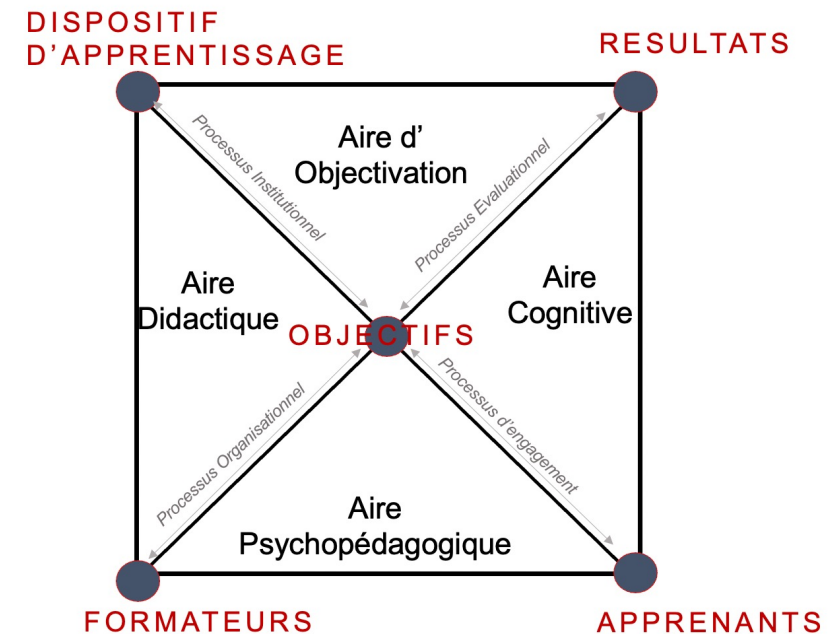 DISPOSITIF
D’APPRENTISSAGE
RESULTATS
Processus Institutionnel
Aire d’
Objectivation
Processus Evaluationnel
Aire
Didactique
Aire
Cognitive
OBJECTIFS
Processus Organisationnel
Processus d’engagement
Aire
Psychopédagogique
FORMATEURS
APPRENANTS